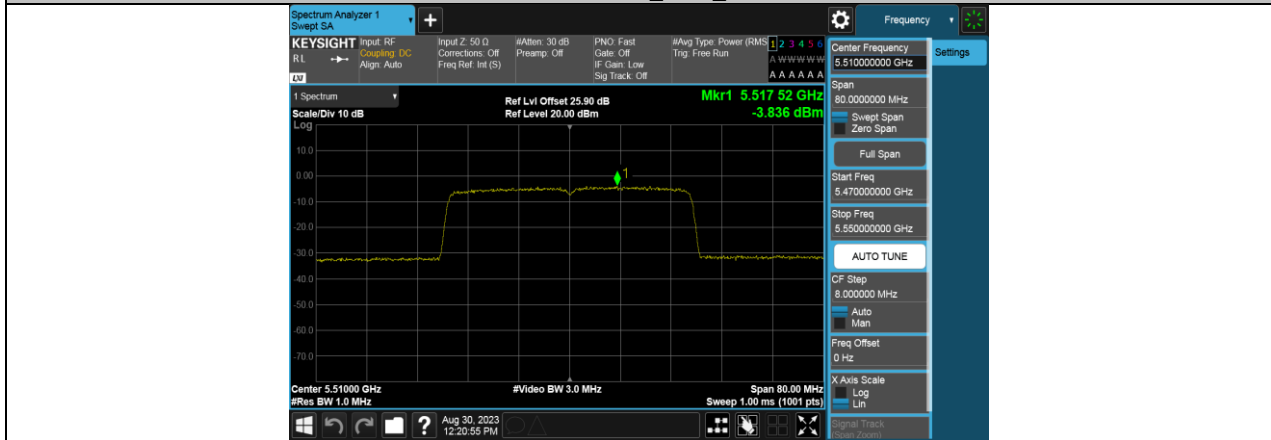 Spectrum Analyzer 1
Swept SA
+
Frequency
KEYSIGHT
RL
LXI
Input: RF
Coupling: DC
Align: Auto
Input Z: 50 Ω
Corrections: Off
Freq Ref: Int (S)
#Atten: 30 dB
Preamp: Off
PNO: Fast
Gate: Off
IF Gain: Low
Sig Track: Off
#Avg Type: Power (RMS
Trig: Free Run
1 2 3 4 5 6
A W W W W W
A A A A A A
1 Spectrum
Scale/Div 10 dB
Ref Lvl Offset 25.90 dB
Ref Level 20.00 dBm
Mkr1 5.517 52 GHz
-3.836 dBm
Log
10.0
0.00
-10.0
-20.0
-30.0
-40.0
-50.0
-60.0
-70.0
1
Center 5.51000 GHz
#Res BW 1.0 MHz
#Video BW 3.0 MHz
Span 80.00 MHz
Sweep 1.00 ms (1001 pts)
?
Aug 30, 2023
12:20:55 PM
Center Frequency
5.510000000 GHz
Settings
Span
80.0000000 MHz
Swept Span
Zero Span
Full Span
Start Freq
5.470000000 GHz
Stop Freq
5.550000000 GHz
AUTO TUNE
CF Step
8.000000 MHz
Auto
Man
Freq Offset
0 Hz
X Axis Scale
Log
Lin
Signal Track
(Span Zoom)